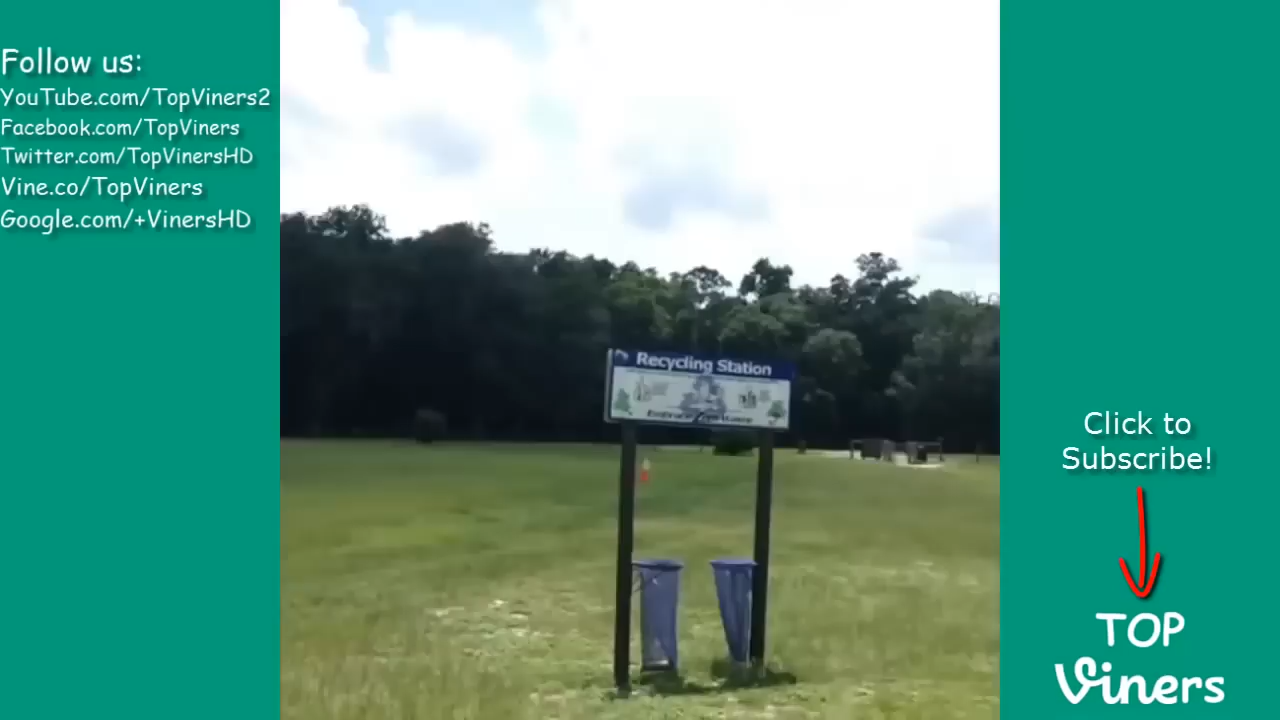 Follow us:
YouTube.com/TopViners2
Facebook.com/TopViners
Twitter.com/TopVinersHD
Vine.co/TopViners
Google.com/+VinersHD
Recycling Station
Click to
Subscribe!
TOP
Viners